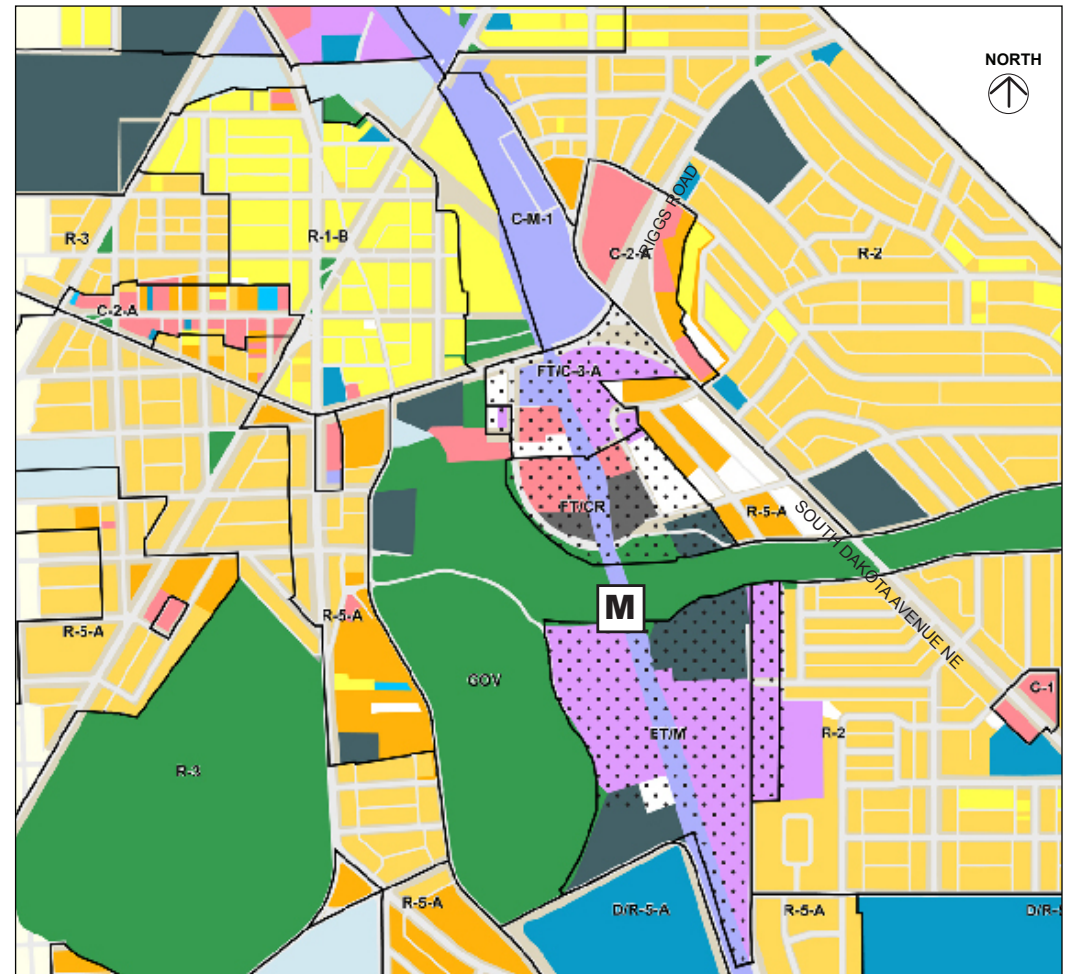 NORTH
C-M-1
RIGGS ROAD
R-3
R-1-B
C-2-A
R-2
C-2-A
FT/C-3-A
FT/CR
R-5-A
SOUTH DAKOTA AVENUE NE
M
R-5-A
R-5-A
GOV
C-1
R-2
FT/M
R-3
R-5-A
D/R-5-A
R-5-A
D/R-5